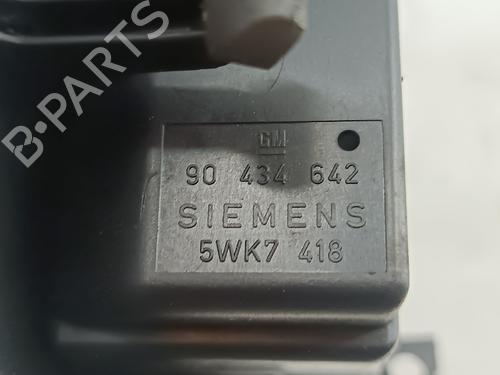 GM
90 434 642
SIEMENS
5WK7 418
B-PARTS